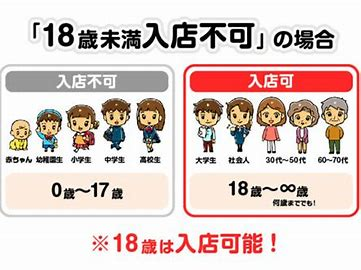 「18歳未満入店不可」の場合
入店不可
赤ちゃん 幼稚園生 小学生 中学生 高校生
0歳～17歳
入店可
大学生 社会人 30代～50代 60～70代
18歳～∞歳
何歳まででも!
※18歳は入店可能!